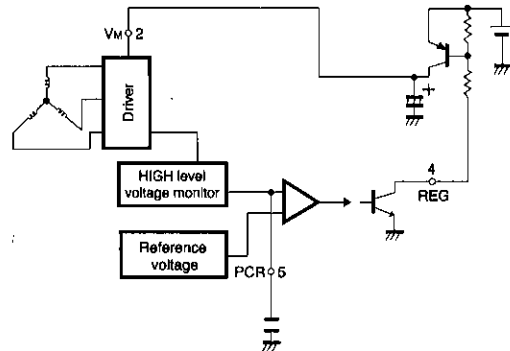 VM 2
Driver
+
HIGH level
voltage monitor
4
REG
Reference
voltage
PCR 5